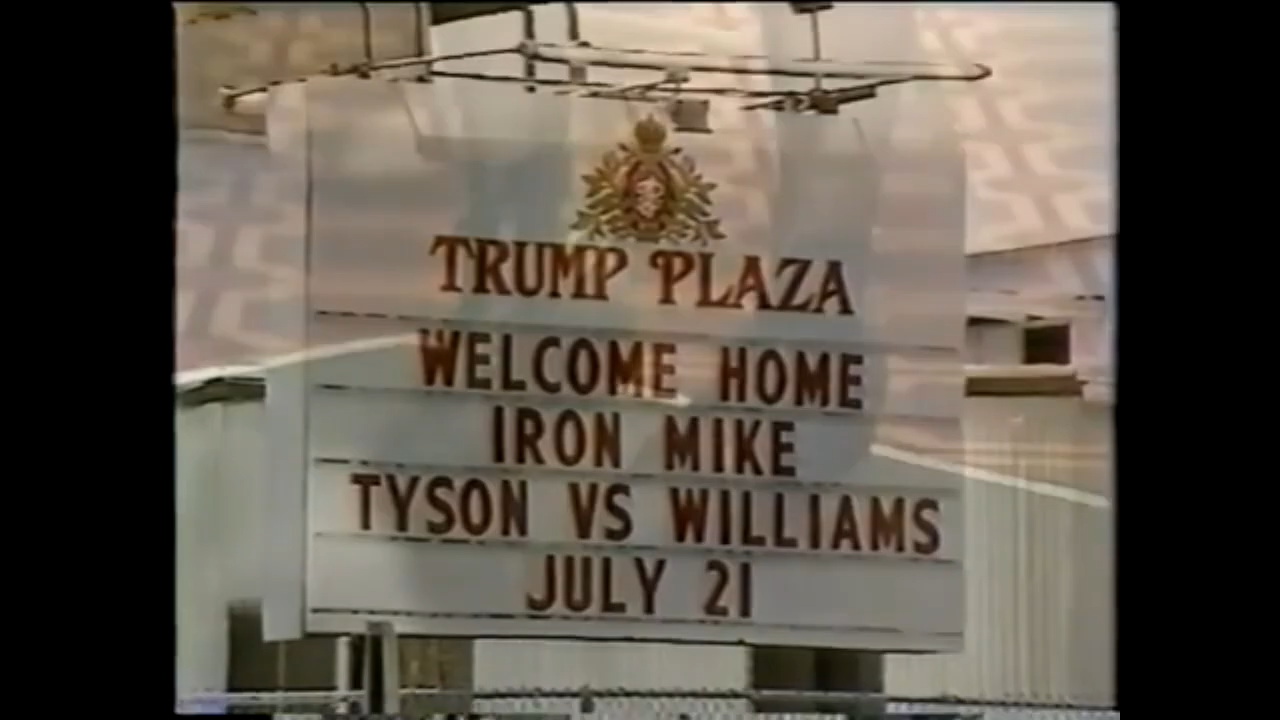 TRUMP PLAZA
WELCOME HOME
IRON MIKE
TYSON VS WILLIAMS
JULY 21